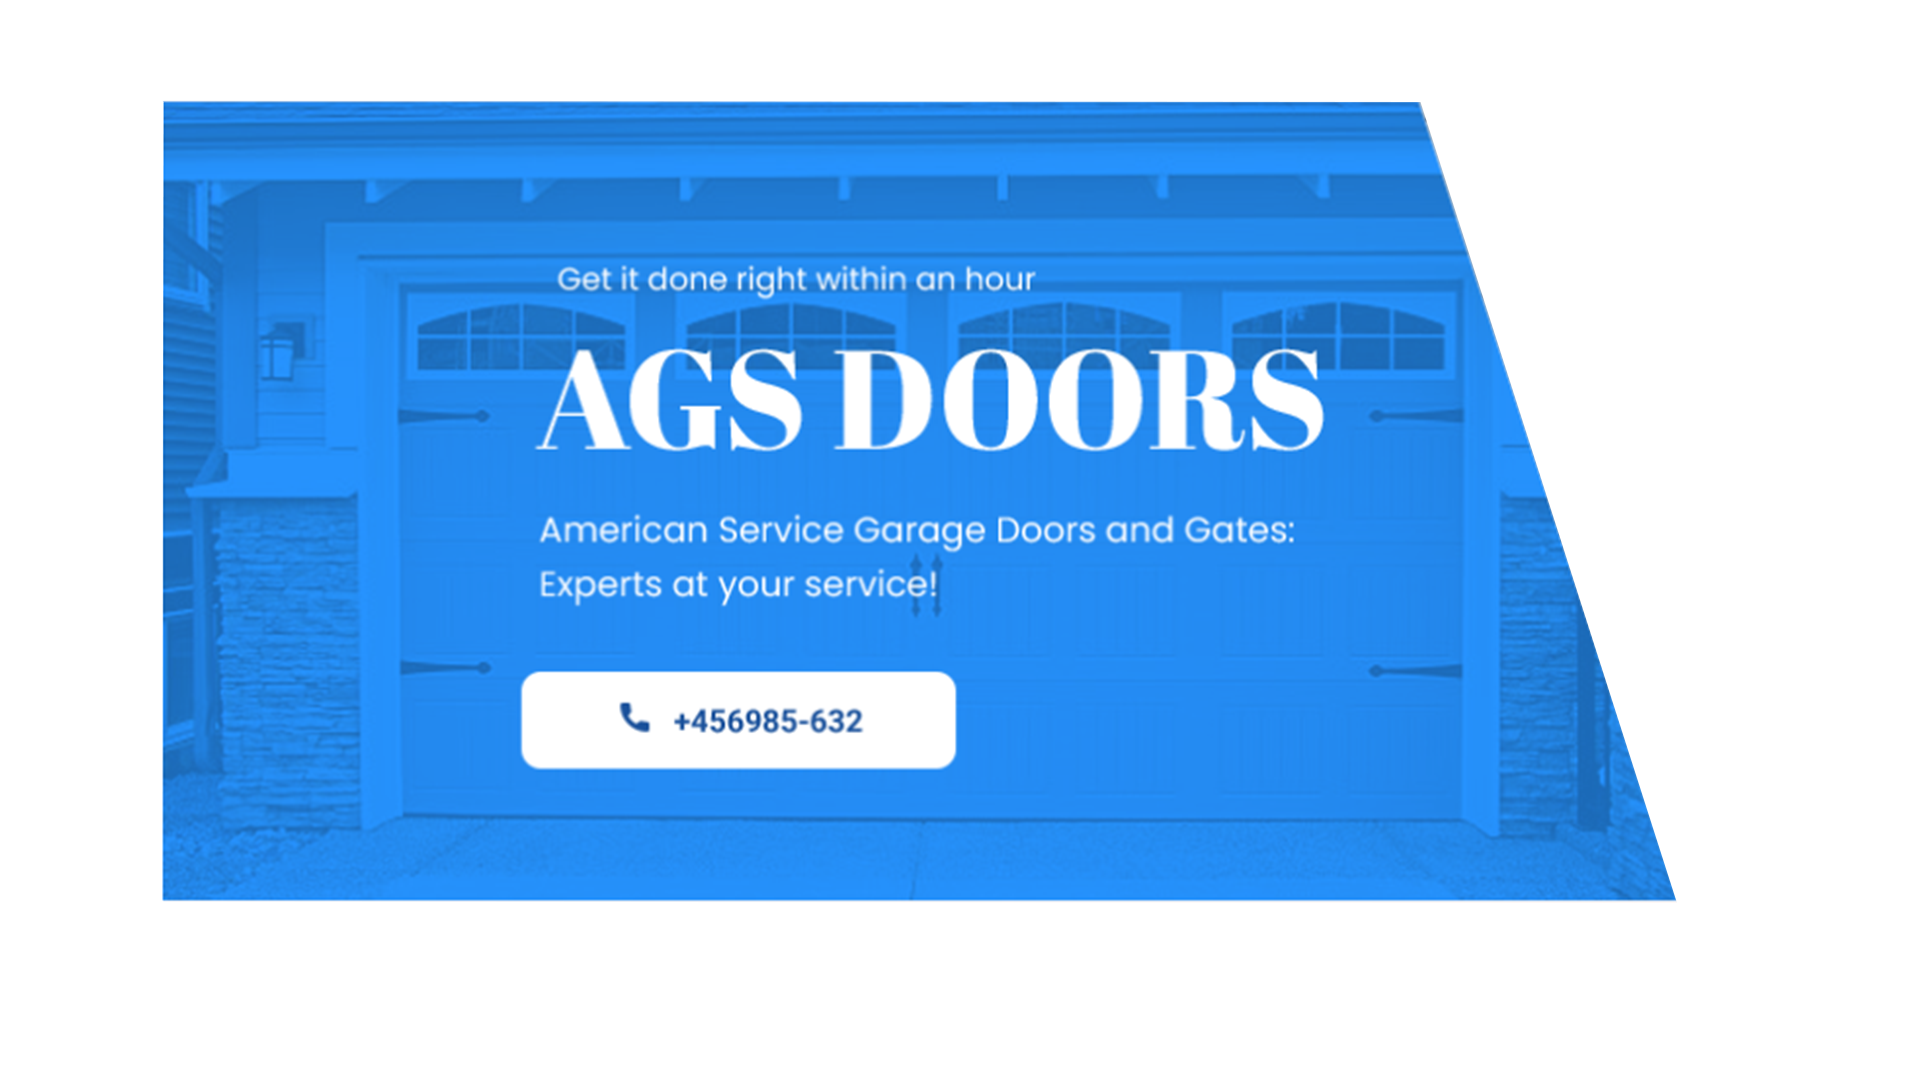 Get it done right within an hour
AGS DOORS
American Service Garage Doors and Gates:
Experts at your service!
+456985-632